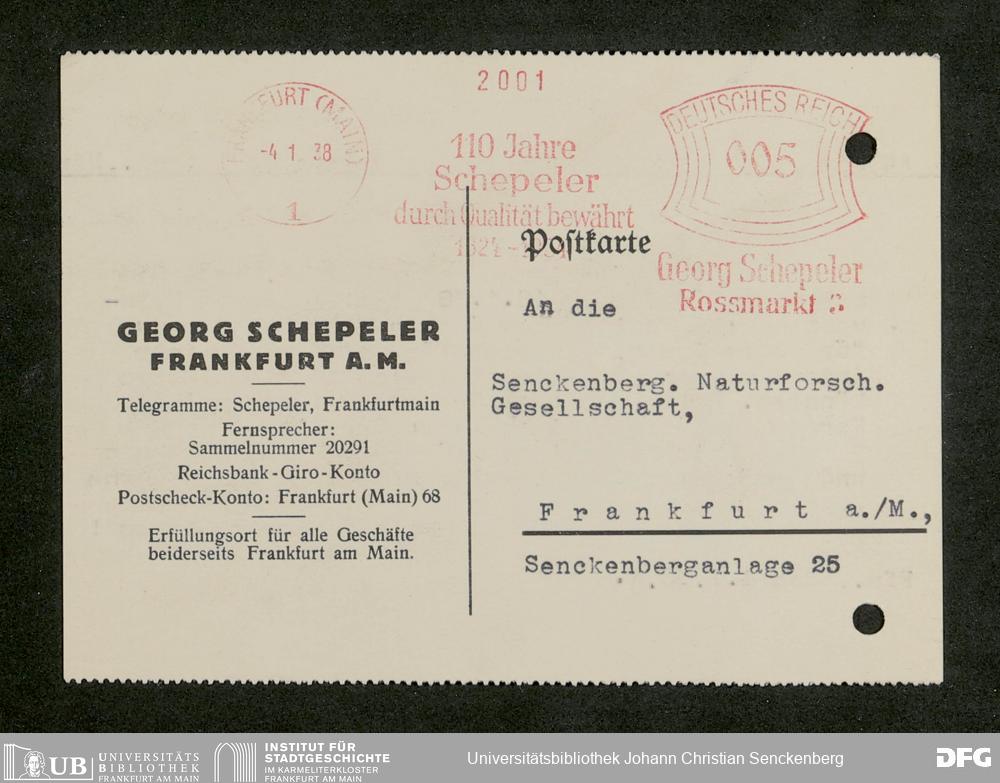 2001
FRANKFURT (MAIN)
-4 1 38
1
110 Jahre
Schepeler
durch Qualität bewährt
DEUTSCHES REICH
005
Georg Schepeler
Rossmarkt 3
Postkarte
GEORG SCHEPELER
FRANKFURT A.M.
Telegramme: Schepeler, Frankfurtmain
Fernsprecher:
Sammelnummer 20291
Reichsbank-Giro-Konto
Postscheck-Konto: Frankfurt (Main) 68
Erfüllungsort für alle Geschäfte
beiderseits Frankfurt am Main.
An die
Senckenberg. Naturforsch.
Gesellschaft,
Frankfurt a./M.,
Senckenberganlage 25
UB UNIVERSITÄTS
BIBLIOTHEK
FRANKFURT AM MAIN
INSTITUT FÜR
STADTGESCHICHTE
IM KARMELITERKLOSTER
FRANKFURT AM MAIN
Universitätsbibliothek Johann Christian Senckenberg
DFG